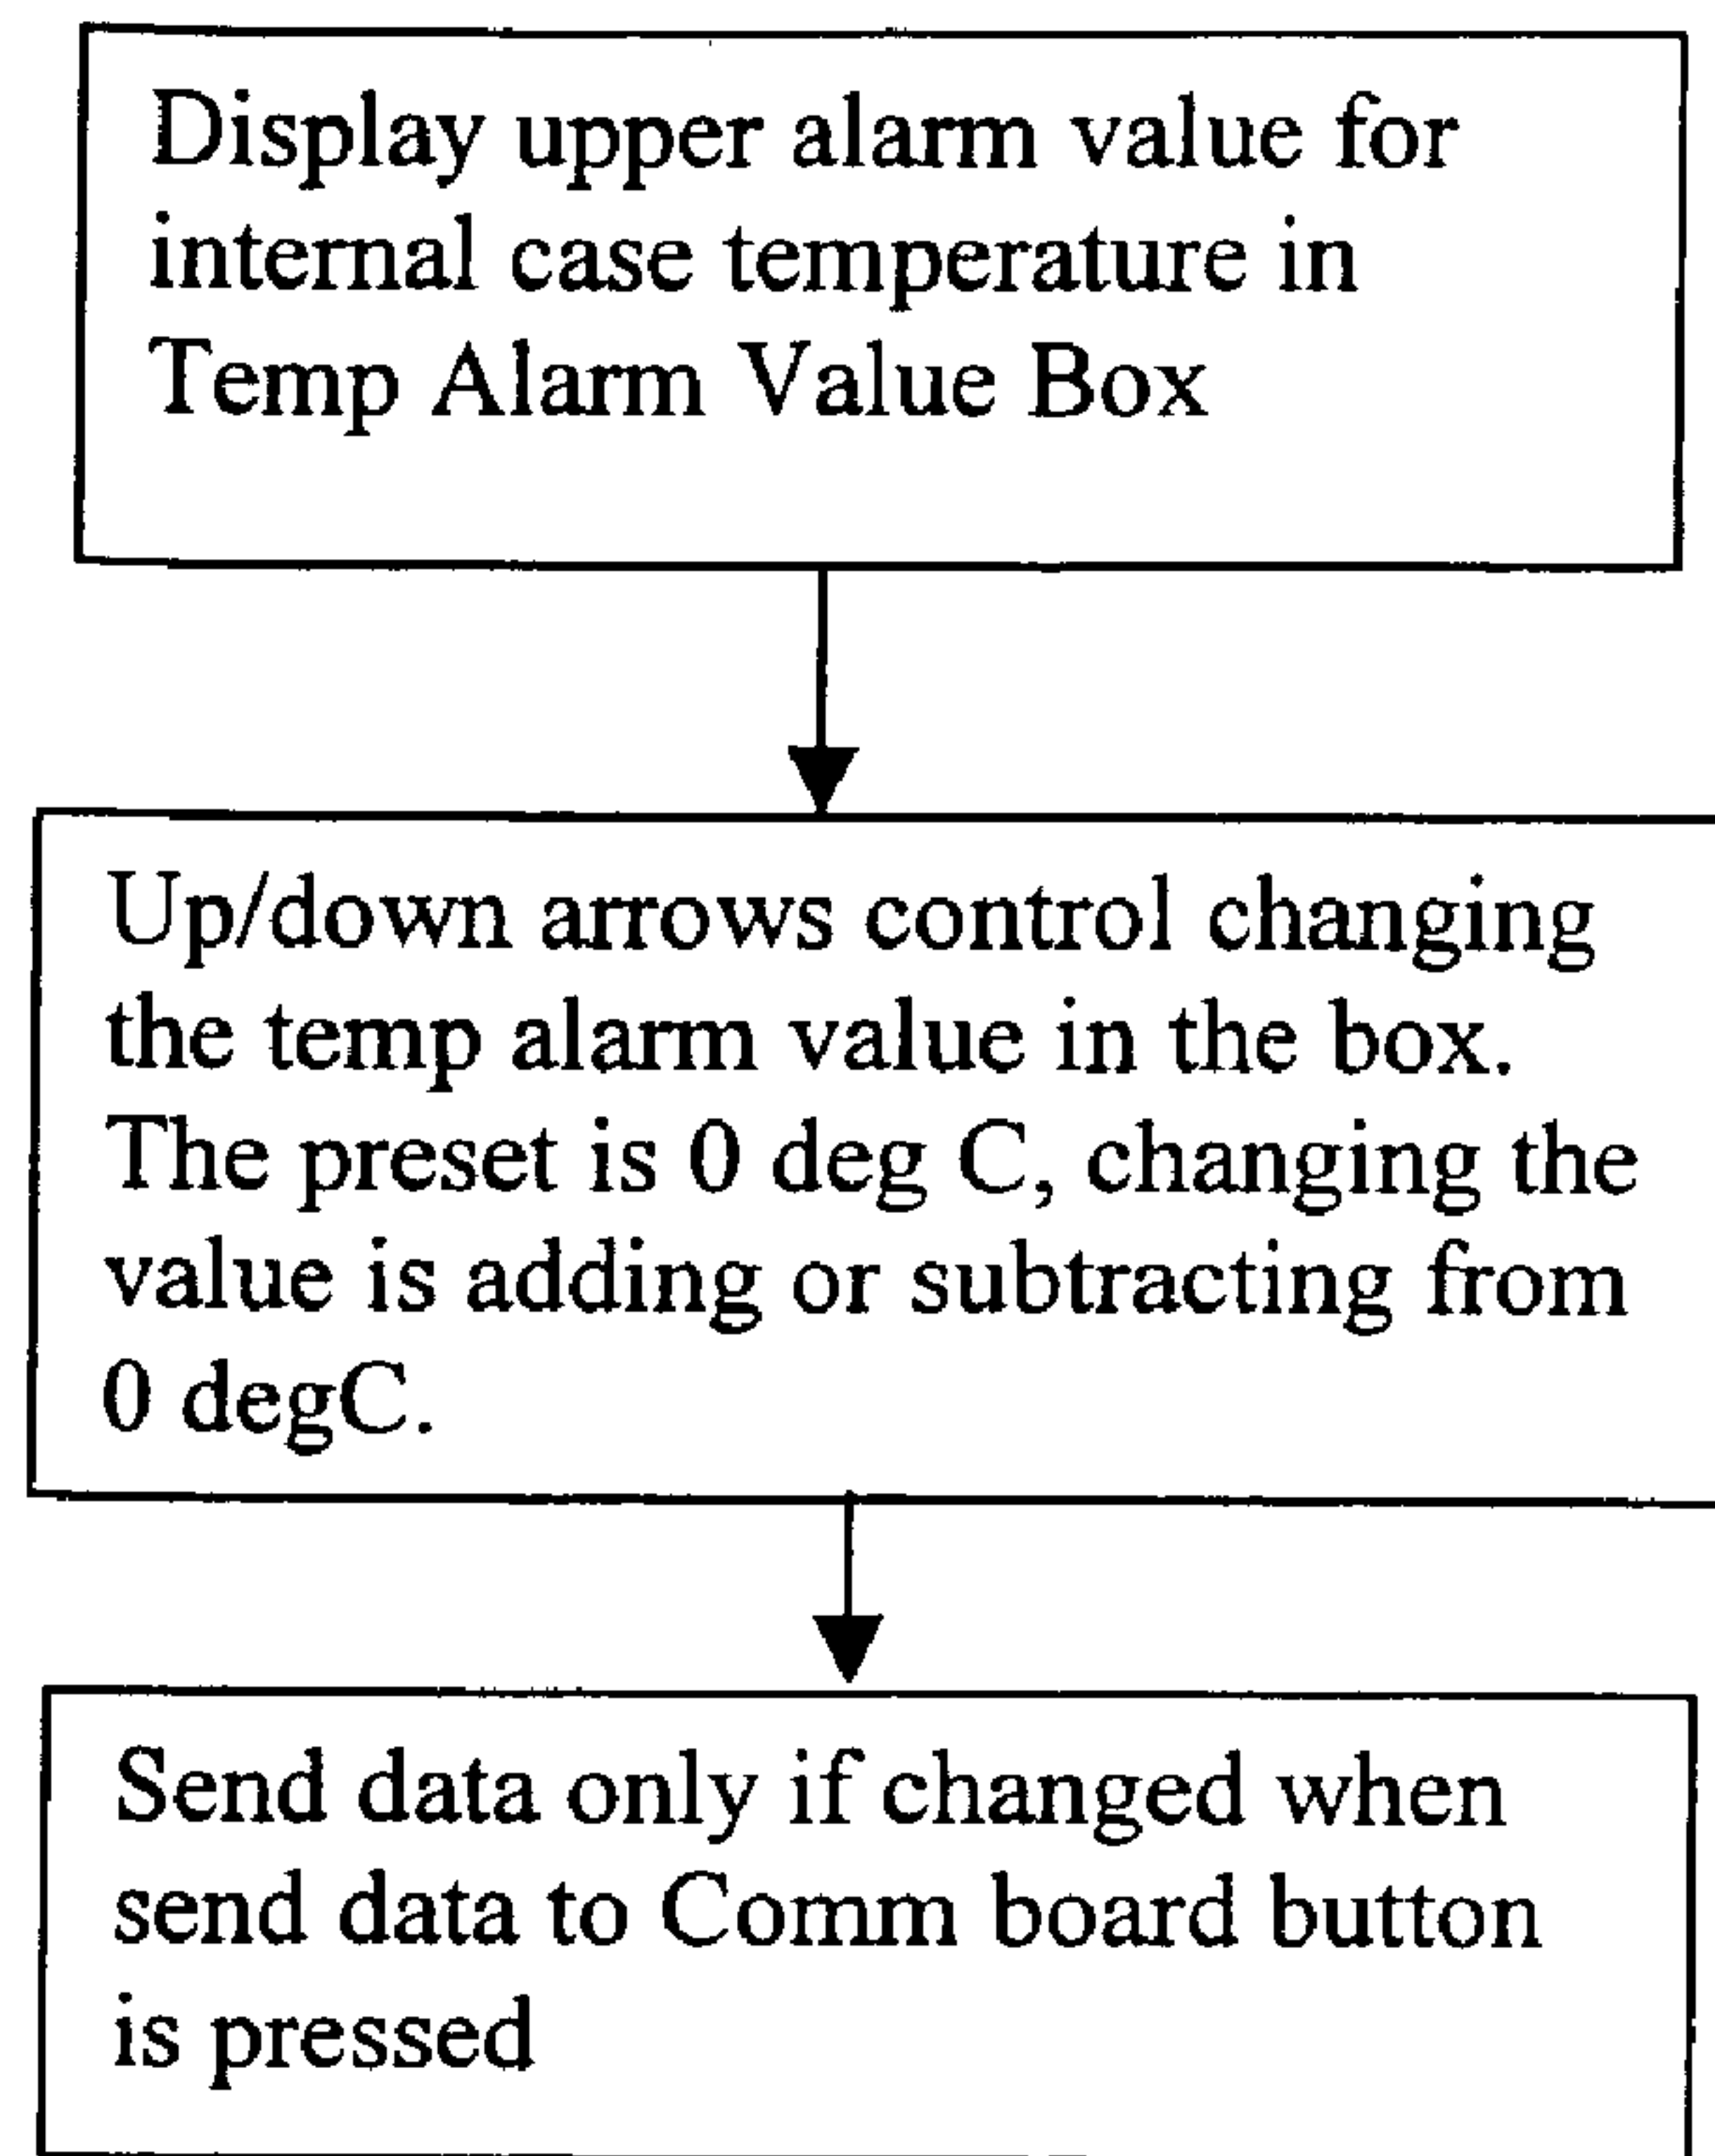 Display upper alarm value for
internal case temperature in
Temp Alarm Value Box
Up/down arrows control changing
the temp alarm value in the box.
The preset is 0 deg C, changing the
value is adding or subtracting from
0 degC.
Send data only if changed when
send data to Comm board button
is pressed